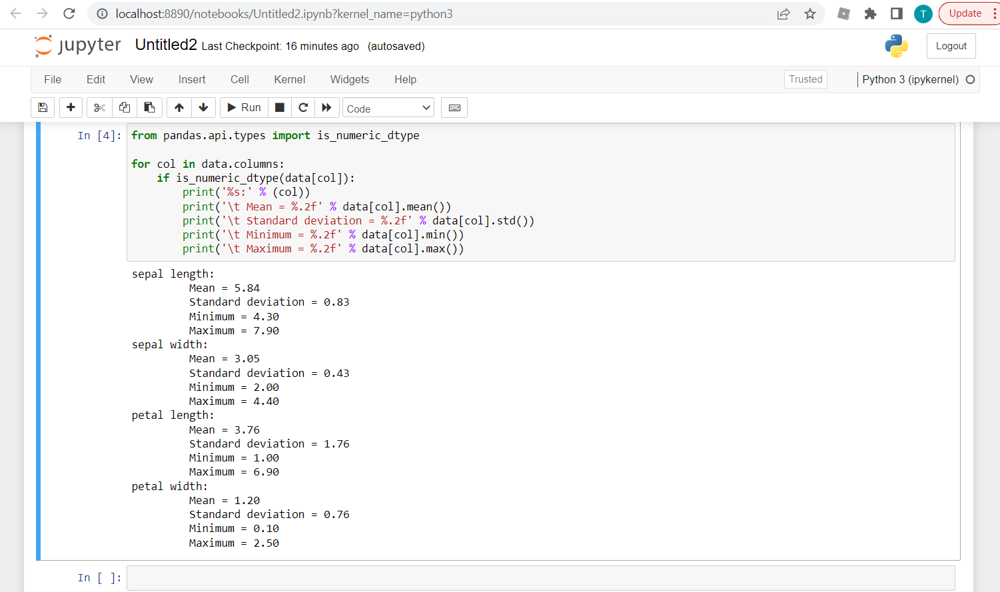 localhost:8890/notebooks/Untitled2.ipynb?kernel_name=python3
T
Update
jupyter Untitled2 Last Checkpoint: 16 minutes ago (autosaved)
Logout
File Edit View Insert Cell Kernel Widgets Help
Trusted
Python 3 (ipykernel)
Run
Code
In [4]:
from pandas.api.types import is_numeric_dtype
for col in data.columns:
    if is_numeric_dtype(data[col]):
        print('%s:' % (col))
        print('\t Mean = %.2f' % data[col].mean())
        print('\t Standard deviation = %.2f' % data[col].std())
        print('\t Minimum = %.2f' % data[col].min())
        print('\t Maximum = %.2f' % data[col].max())
sepal length:
         Mean = 5.84
         Standard deviation = 0.83
         Minimum = 4.30
         Maximum = 7.90
sepal width:
         Mean = 3.05
         Standard deviation = 0.43
         Minimum = 2.00
         Maximum = 4.40
petal length:
         Mean = 3.76
         Standard deviation = 1.76
         Minimum = 1.00
         Maximum = 6.90
petal width:
         Mean = 1.20
         Standard deviation = 0.76
         Minimum = 0.10
         Maximum = 2.50
In [ ]: